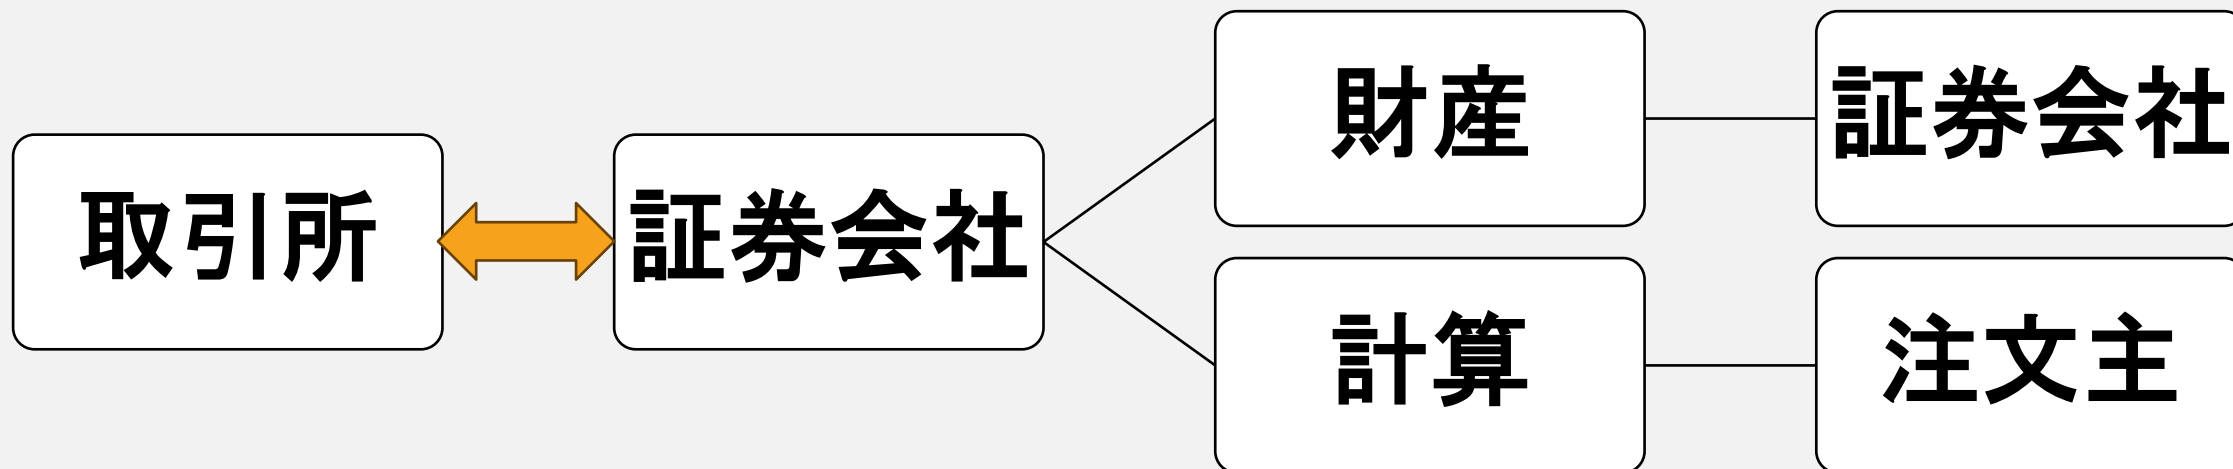 取引所
証券会社
財産
証券会社
計算
注文主